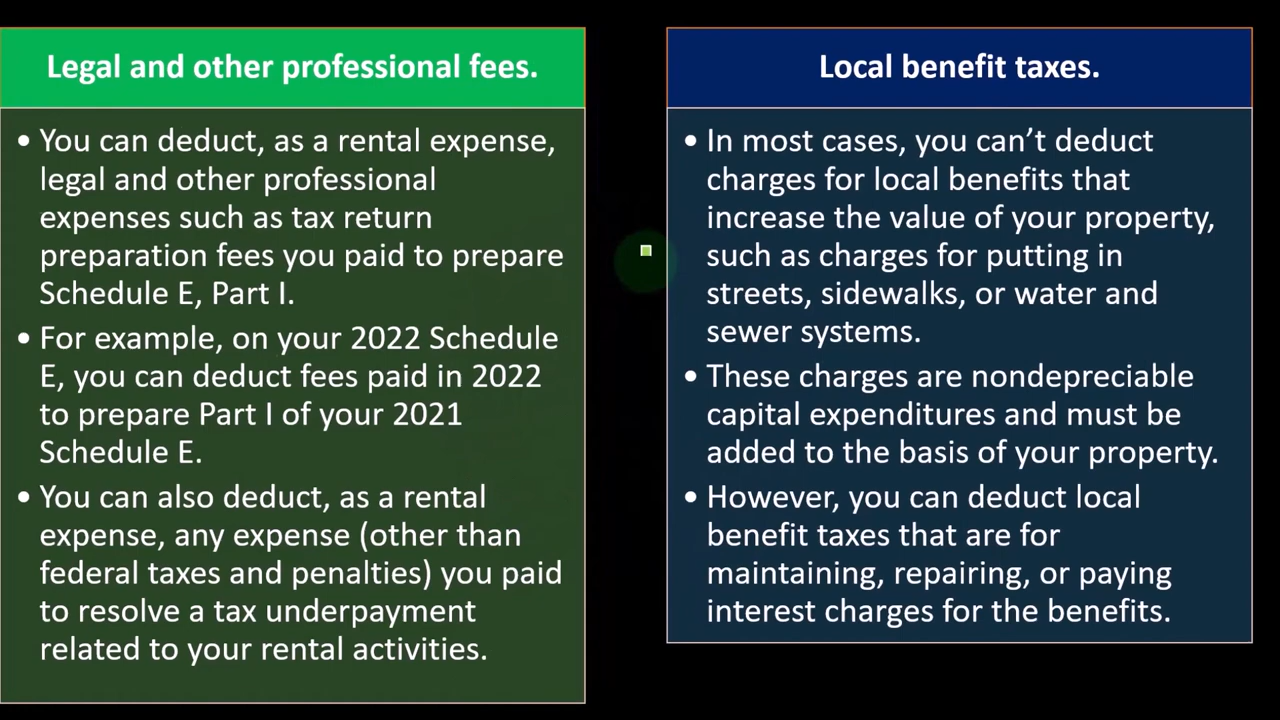 Legal and other professional fees.
• You can deduct, as a rental expense,
legal and other professional
expenses such as tax return
preparation fees you paid to prepare
Schedule E, Part I.
• For example, on your 2022 Schedule
E, you can deduct fees paid in 2022
to prepare Part I of your 2021
Schedule E.
• You can also deduct, as a rental
expense, any expense (other than
federal taxes and penalties) you paid
to resolve a tax underpayment
related to your rental activities.
Local benefit taxes.
• In most cases, you can’t deduct
charges for local benefits that
increase the value of your property,
such as charges for putting in
streets, sidewalks, or water and
sewer systems.
• These charges are nondepreciable
capital expenditures and must be
added to the basis of your property.
• However, you can deduct local
benefit taxes that are for
maintaining, repairing, or paying
interest charges for the benefits.